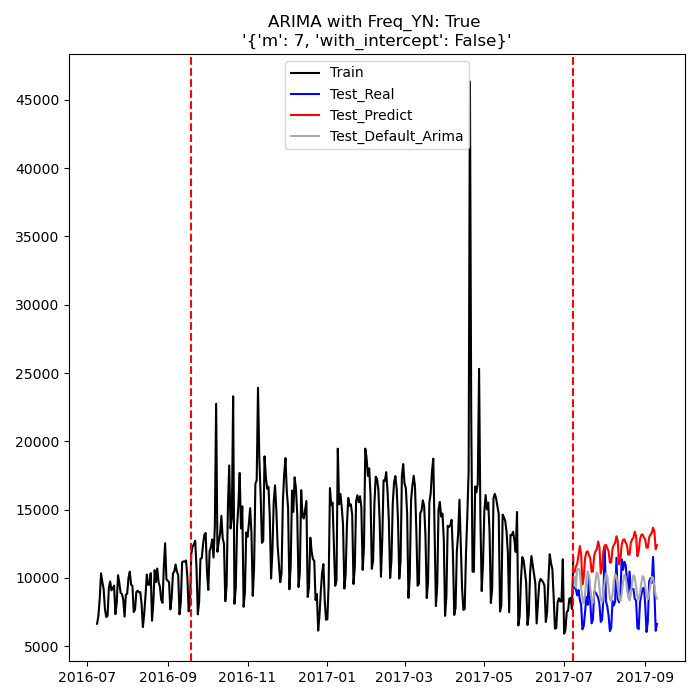 ARIMA with Freq_YN: True
'{'m': 7, 'with_intercept': False}'
Train
Test_Real
Test_Predict
Test_Default_Arima
45000
40000
35000
30000
25000
20000
15000
10000
5000
2016-07
2016-09
2016-11
2017-01
2017-03
2017-05
2017-07
2017-09